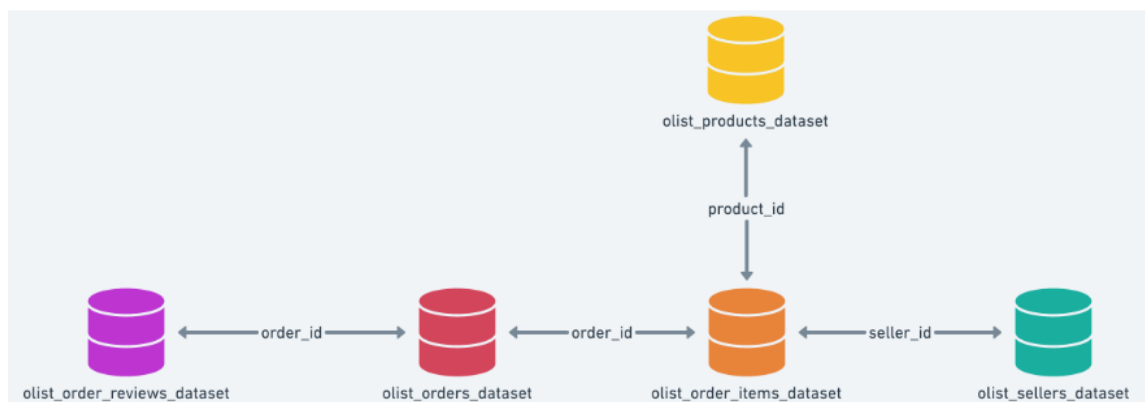 olist_products_dataset
product_id
order_id
order_id
seller_id
olist_order_reviews_dataset
olist_orders_dataset
olist_order_items_dataset
olist_sellers_dataset